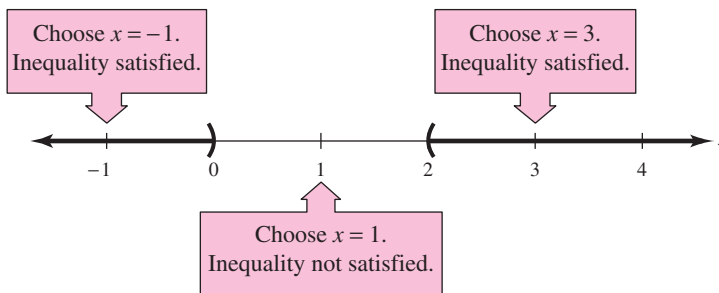 Choose x = −1.
Inequality satisfied.
Choose x = 3.
Inequality satisfied.
−1 0 1 2 3 4
Choose x = 1.
Inequality not satisfied.